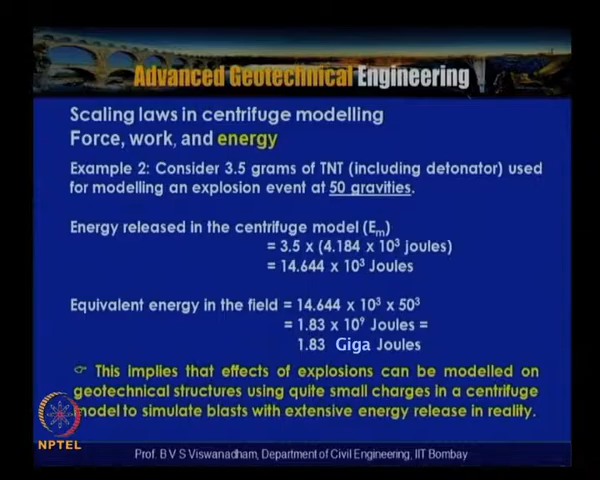 Advanced Geotechnical Engineering
Scaling laws in centrifuge modelling
Force, work, and energy
Example 2: Consider 3.5 grams of TNT (including detonator) used
for modelling an explosion event at 50 gravities.
Energy released in the centrifuge model (Eₘ)
= 3.5 x (4.184 x 10³ joules)
= 14.644 x 10³ Joules
Equivalent energy in the field = 14.644 x 10³ x 50³
= 1.83 x 10⁹ Joules =
1.83 Giga Joules
☞ This implies that effects of explosions can be modelled on
geotechnical structures using quite small charges in a centrifuge
model to simulate blasts with extensive energy release in reality.
NPTEL
Prof. B V S Viswanadham, Department of Civil Engineering, IIT Bombay